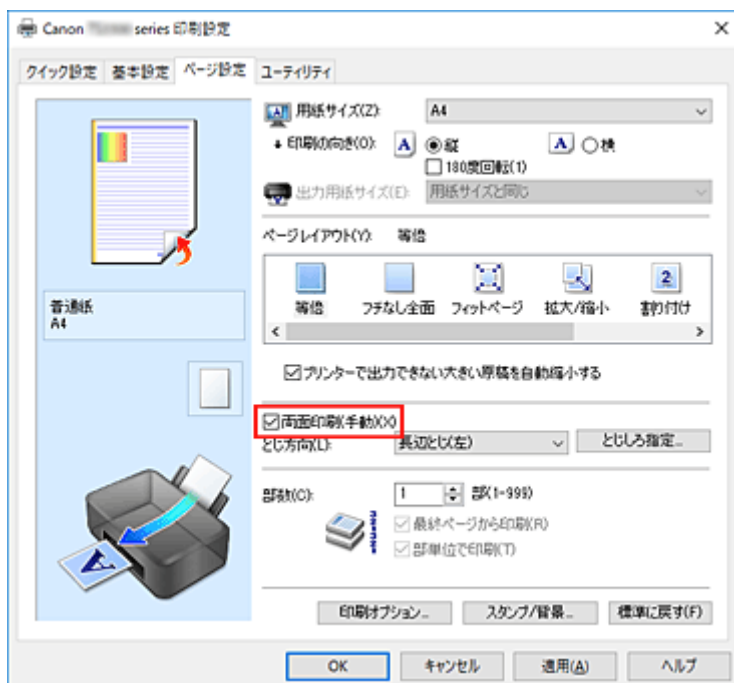 Canon series 印刷設定
クイック設定 基本設定 ページ設定 ユーティリティ
用紙サイズ(Z): A4
印刷の向き(O): A 縦 A 横
180度回転(1)
出力用紙サイズ(E): 用紙サイズと同じ
ページレイアウト(Y): 等倍
等倍 フチなし全面 フィットページ 拡大/縮小 割り付け
普通紙
A4
プリンターで出力できない大きい原稿を自動縮小する
両面印刷(手動)(X)
とじ方向(L): 長辺とじ(左) とじしろ指定...
部数(C): 1 部(1-999)
最終ページから印刷(R)
部単位で印刷(T)
印刷オプション... スタンプ/背景... 標準に戻す(F)
OK キャンセル 適用(A) ヘルプ